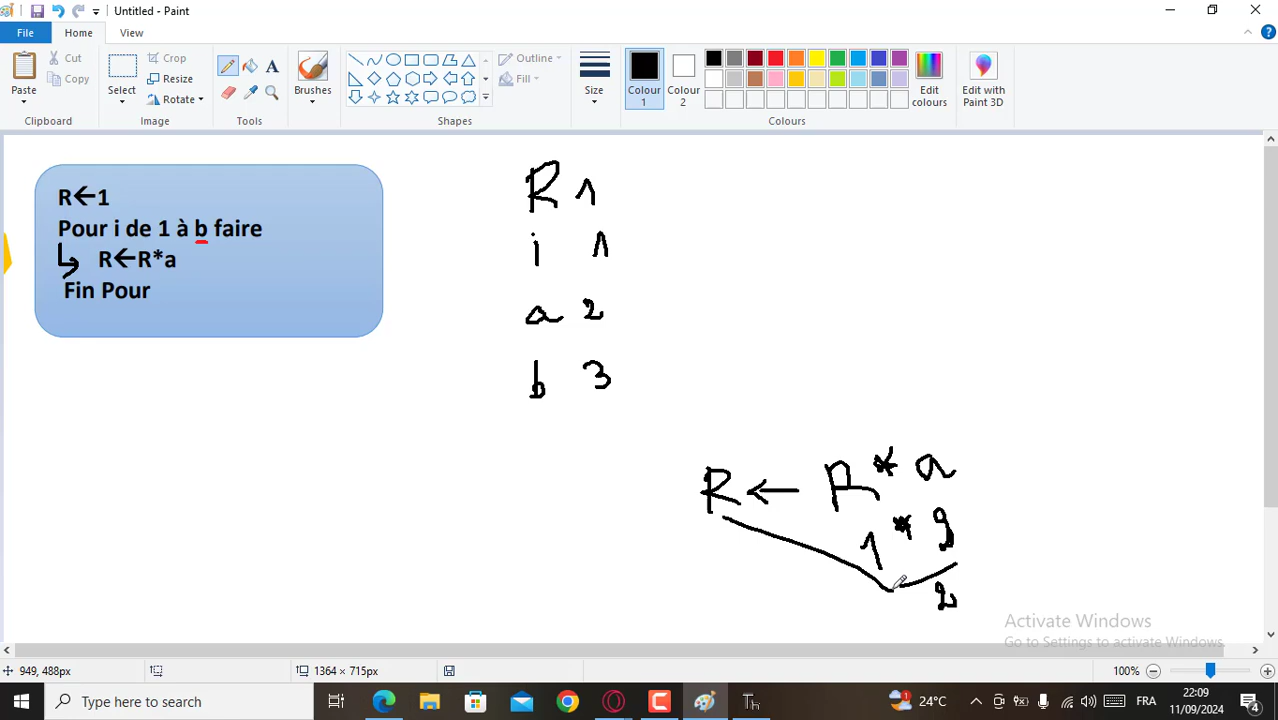 Untitled - Paint
File Home View
Paste
Cut
Copy
Clipboard
Select
Crop
Resize
Rotate
Image
Tools
Brushes
Shapes
Outline
Fill
Size
Colour 1
Colour 2
Colours
Edit colours
Edit with Paint 3D
R←1
Pour i de 1 à b faire
R←R*a
Fin Pour
R 1
i 1
a 2
b 3
R ← R * a
1 * 2
2
Activate Windows
Go to Settings to activate Windows.
949, 488px
1364 × 715px
100%
Type here to search
24°C
FRA
22:09
11/09/2024